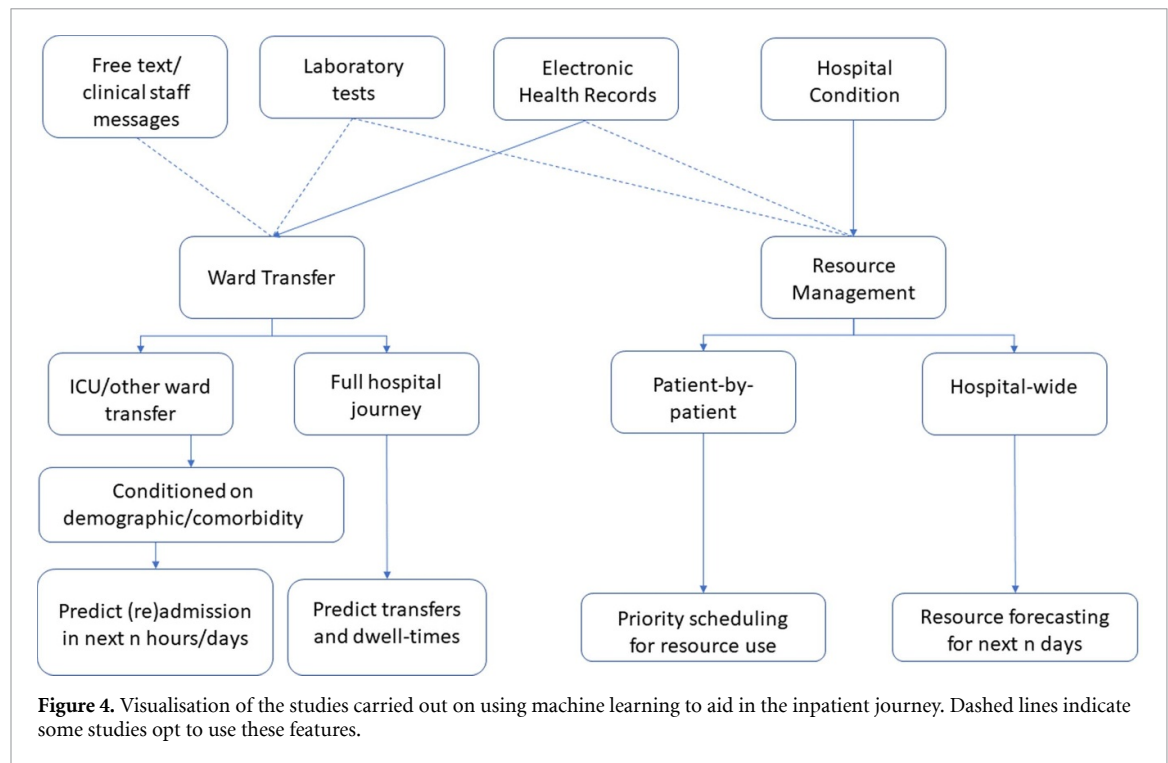 Free text/
clinical staff
messages
Laboratory
tests
Electronic
Health Records
Hospital
Condition
Ward Transfer
Resource
Management
ICU/other ward
transfer
Full hospital
journey
Patient-by-
patient
Hospital-wide
Conditioned on
demographic/comorbidity
Predict (re)admission
in next n hours/days
Predict transfers
and dwell-times
Priority scheduling
for resource use
Resource forecasting
for next n days
Figure 4. Visualisation of the studies carried out on using machine learning to aid in the inpatient journey. Dashed lines indicate
some studies opt to use these features.